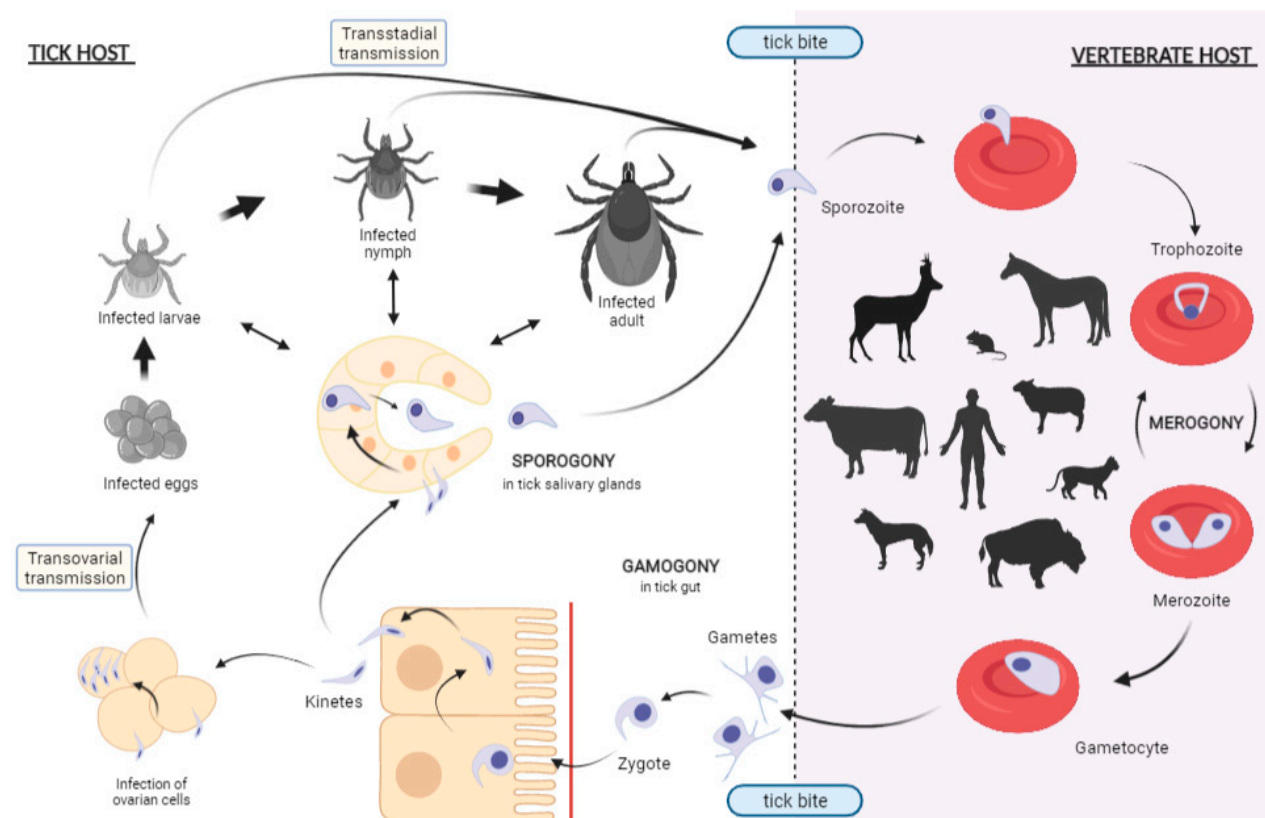 TICK HOST
Transstadial
transmission
tick bite
VERTEBRATE HOST
Sporozoite
Trophozoite
Infected
nymph
Infected
adult
Infected larvae
MEROGONY
Infected eggs
SPOROGONY
in tick salivary glands
Transovarial
transmission
GAMOGONY
in tick gut
Merozoite
Gametes
Kinetes
Zygote
Gametocyte
Infection of
ovarian cells
tick bite